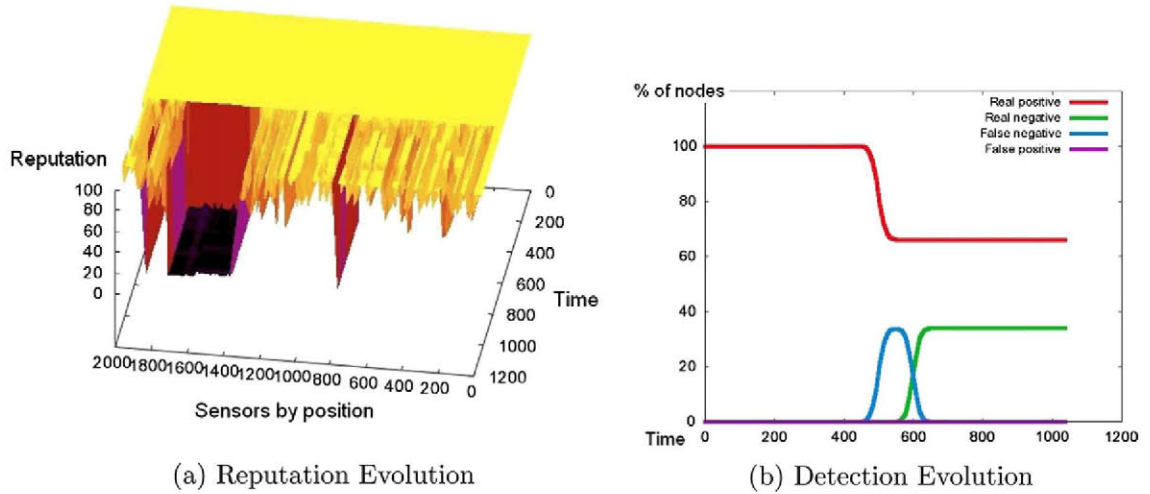 Reputation
100
80
60
40
20
0
2000 1800 1600 1400 1200 1000 800 600 400 200 0
Sensors by position
0
200
400
600
800
1000
1200
Time
(a) Reputation Evolution
% of nodes
Real positive
Real negative
False negative
False positive
100
80
60
40
20
0
Time 0 200 400 600 800 1000 1200
(b) Detection Evolution